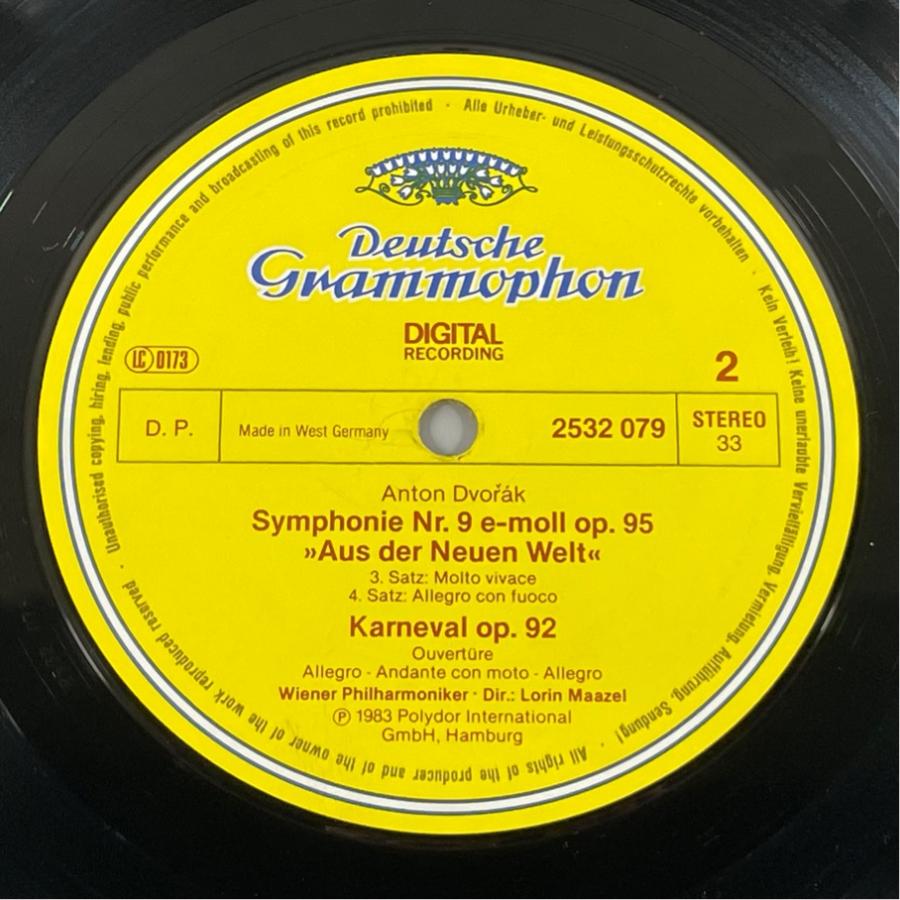 Deutsche
Grammophon
DIGITAL
RECORDING
LC 0173
2
D. P.
Made in West Germany
2532 079
STEREO
33
Anton Dvořák
Symphonie Nr. 9 e-moll op. 95
»Aus der Neuen Welt«
3. Satz: Molto vivace
4. Satz: Allegro con fuoco
Karneval op. 92
Ouvertüre
Allegro - Andante con moto - Allegro
Wiener Philharmoniker · Dir.: Lorin Maazel
℗ 1983 Polydor International
GmbH, Hamburg
Alle Urheber- und Leistungsschutzrechte vorbehalten · Kein Verleih! Keine unerlaubte Vervielfältigung, Vermietung, Aufführung, Sendung! · All rights of the producer and of the owner of the work reproduced reserved · Unauthorised copying, hiring, lending, public performance and broadcasting of this record prohibited ·